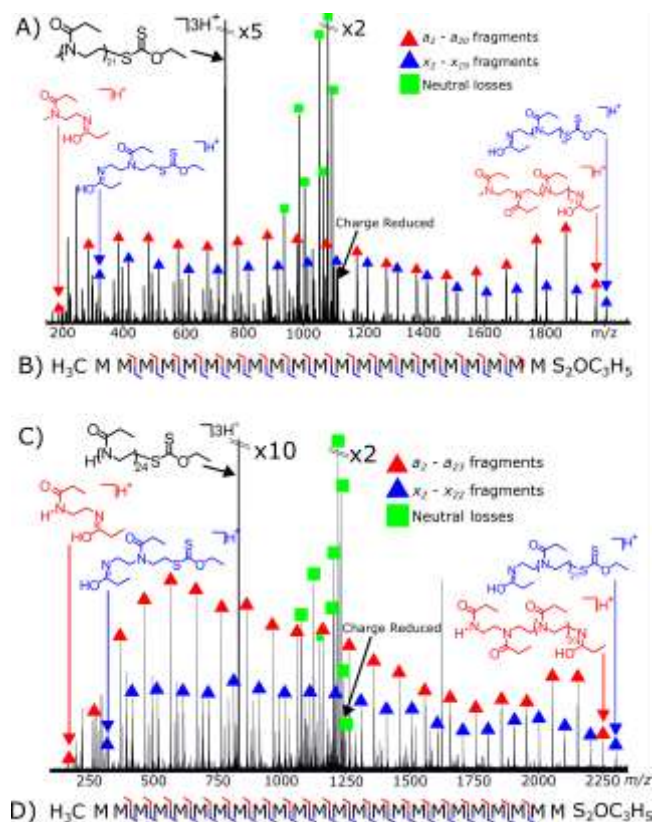 A)
]3H⁺
x5
x2
a₂ - a₂₀ fragments
x₂ - x₁₉ fragments
Neutral losses
Charge Reduced
200 400 600 800 1000 1200 1400 1600 1800 m/z
B) H₃C M M M M M M M M M M M M M M M M M M M M M S₂OC₃H₅
C)
]3H⁺
x10
x2
a₂ - a₂₃ fragments
x₂ - x₂₂ fragments
Neutral losses
Charge Reduced
250 500 750 1000 1250 1500 1750 2000 2250 m/z
D) H₃C M M M M M M M M M M M M M M M M M M M M M M M M S₂OC₃H₅